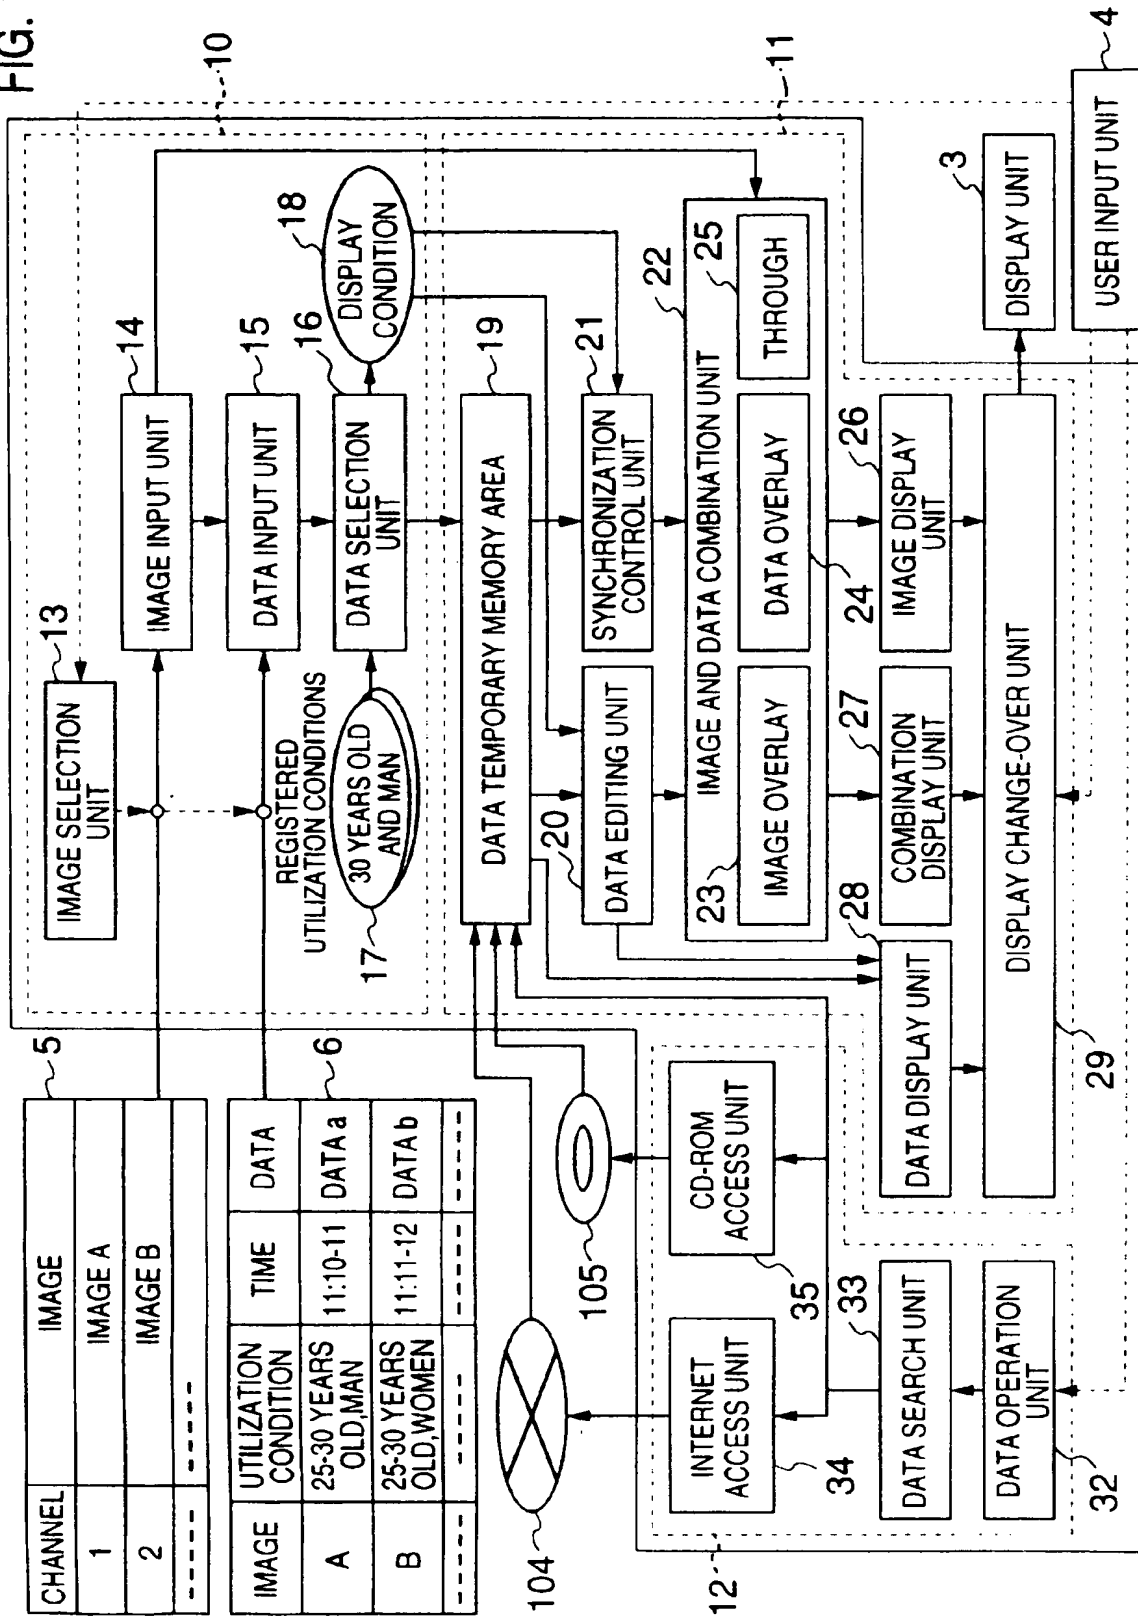 FIG.
5
CHANNEL IMAGE
1 IMAGE A
2 IMAGE B
6
IMAGE UTILIZATION CONDITION TIME DATA
A 25-30 YEARS OLD,MAN 11:10-11 DATA a
B 25-30 YEARS OLD,WOMEN 11:11-12 DATA b
10
13
IMAGE SELECTION
UNIT
14
IMAGE INPUT UNIT
15
DATA INPUT UNIT
16
DATA SELECTION
UNIT
REGISTERED
UTILIZATION CONDITIONS
30 YEARS OLD
AND MAN
17
18
DISPLAY
CONDITION
11
19
DATA TEMPORARY MEMORY AREA
20
DATA EDITING UNIT
21
SYNCHRONIZATION
CONTROL UNIT
22
IMAGE AND DATA COMBINATION UNIT
23
IMAGE OVERLAY
24
DATA OVERLAY
25
THROUGH
26
IMAGE DISPLAY
UNIT
27
COMBINATION
DISPLAY UNIT
28
DATA DISPLAY UNIT
29
DISPLAY CHANGE-OVER UNIT
3
DISPLAY UNIT
4
USER INPUT UNIT
104
105
12
34
INTERNET
ACCESS UNIT
35
CD-ROM
ACCESS UNIT
33
DATA SEARCH UNIT
32
DATA OPERATION
UNIT